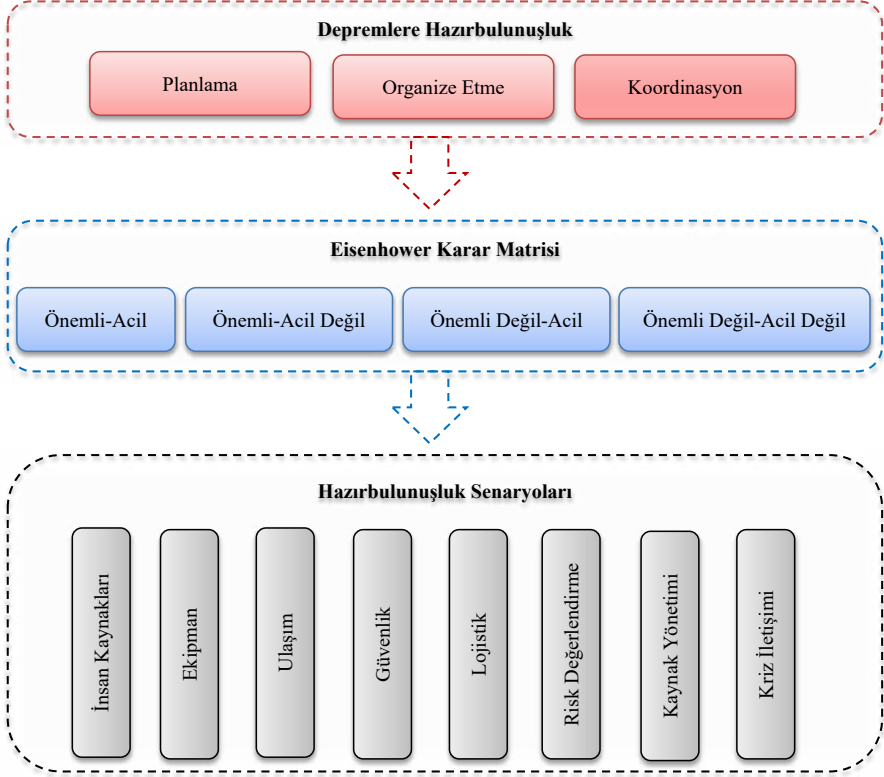 Depremlere Hazırbulunuşluk
Planlama
Organize Etme
Koordinasyon
Eisenhower Karar Matrisi
Önemli-Acil
Önemli-Acil Değil
Önemli Değil-Acil
Önemli Değil-Acil Değil
Hazırbulunuşluk Senaryoları
İnsan Kaynakları
Ekipman
Ulaşım
Güvenlik
Lojistik
Risk Değerlendirme
Kaynak Yönetimi
Kriz İletişimi